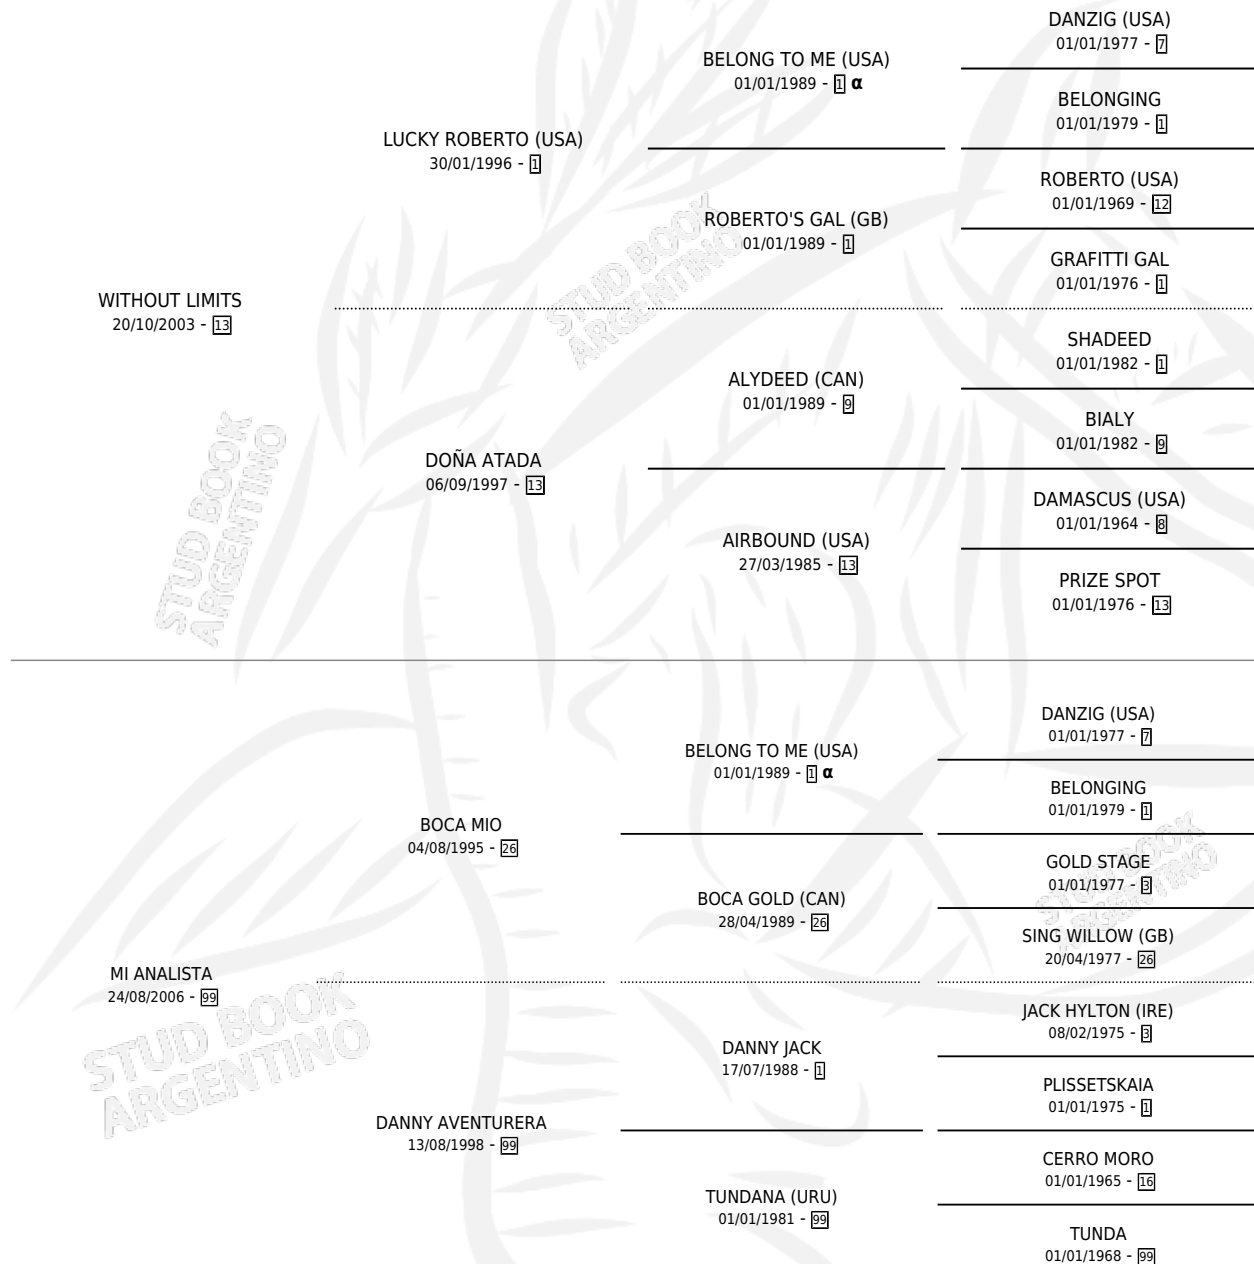 DANZIG (USA)
01/01/1977 - 7
BELONG TO ME (USA)
01/01/1989 - 1 α
BELONGING
01/01/1979 - 1
LUCKY ROBERTO (USA)
30/01/1996 - 1
ROBERTO (USA)
01/01/1969 - 12
ROBERTO'S GAL (GB)
01/01/1989 - 1
GRAFITTI GAL
01/01/1976 - 1
WITHOUT LIMITS
20/10/2003 - 13
SHADEED
01/01/1982 - 1
ALYDEED (CAN)
01/01/1989 - 9
BIALY
01/01/1982 - 9
DOÑA ATADA
06/09/1997 - 13
DAMASCUS (USA)
01/01/1964 - 8
AIRBOUND (USA)
27/03/1985 - 13
PRIZE SPOT
01/01/1976 - 13
STUD BOOK
ARGENTINO
STUD BOOK
ARGENTINO
DANZIG (USA)
01/01/1977 - 7
BELONG TO ME (USA)
01/01/1989 - 1 α
BELONGING
01/01/1979 - 1
BOCA MIO
04/08/1995 - 26
GOLD STAGE
01/01/1977 - 3
BOCA GOLD (CAN)
28/04/1989 - 26
SING WILLOW (GB)
20/04/1977 - 26
MI ANALISTA
24/08/2006 - 99
JACK HYLTON (IRE)
08/02/1975 - 3
DANNY JACK
17/07/1988 - 1
PLISSETSKAIA
01/01/1975 - 1
DANNY AVENTURERA
13/08/1998 - 99
CERRO MORO
01/01/1965 - 16
TUNDANA (URU)
01/01/1981 - 99
TUNDA
01/01/1968 - 99
STUD BOOK
ARGENTINO
STUD BOOK
ARGENTINO